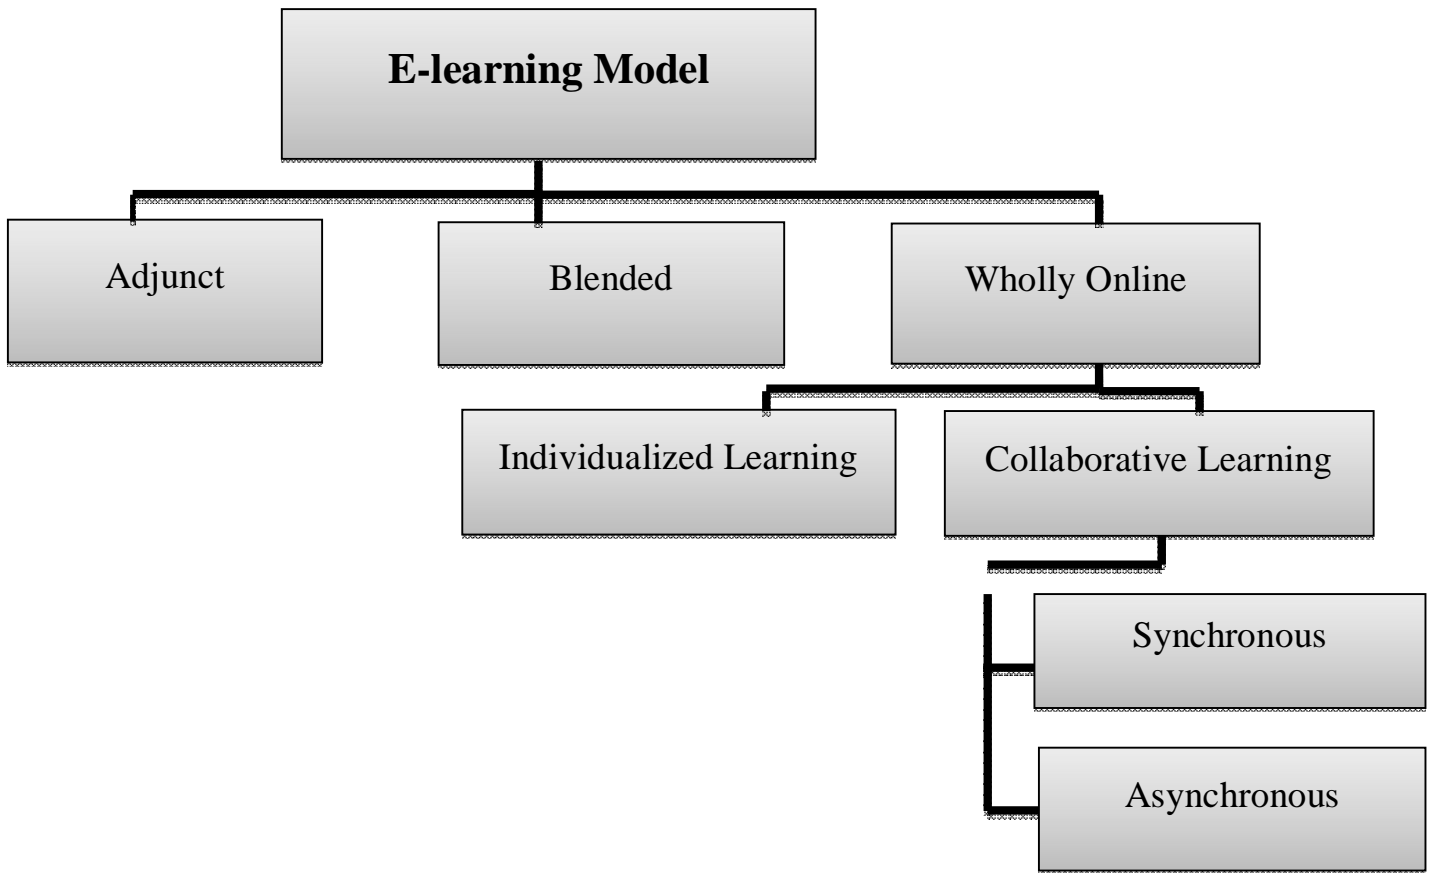 E-learning Model
Adjunct
Blended
Wholly Online
Individualized Learning
Collaborative Learning
Synchronous
Asynchronous